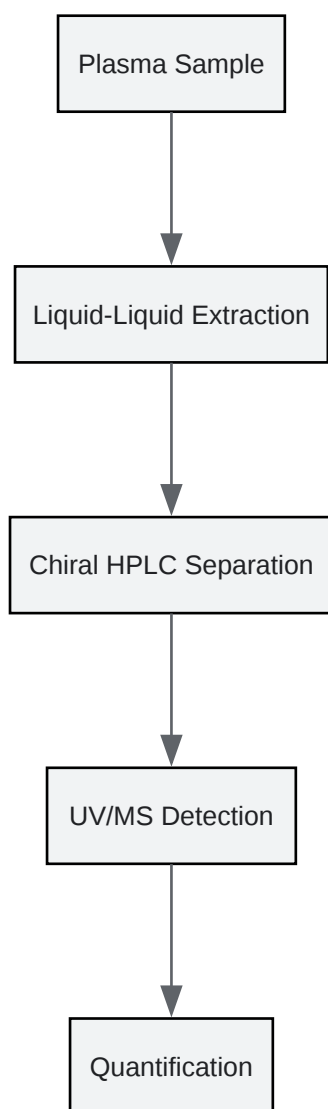 Plasma Sample
Liquid-Liquid Extraction
Chiral HPLC Separation
UV/MS Detection
Quantification